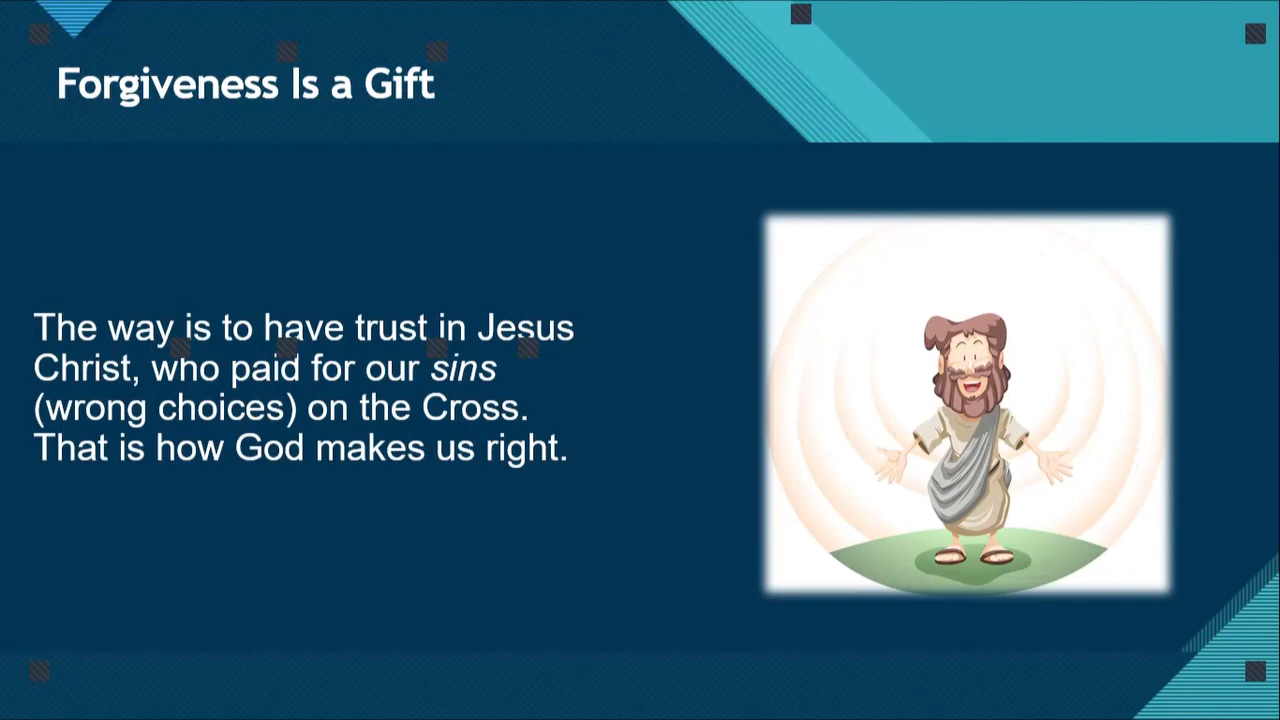 Forgiveness Is a Gift
The way is to have trust in Jesus
Christ, who paid for our sins
(wrong choices) on the Cross.
That is how God makes us right.